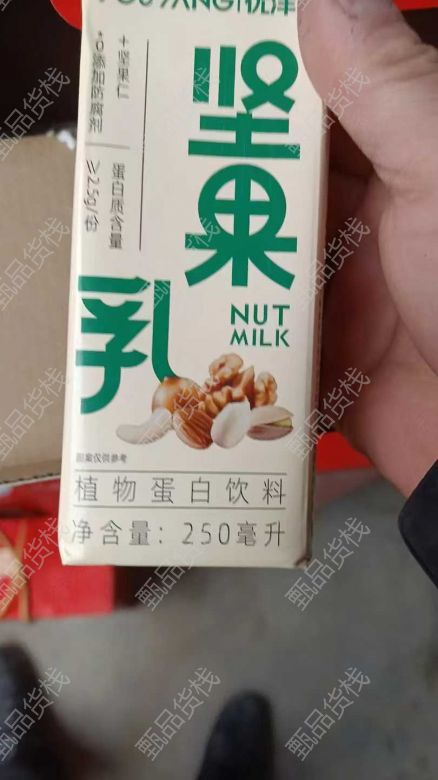 坚果乳
NUT
MILK
+坚果仁
*0添加防腐剂
蛋白质含量
≥2.5g/份
图案仅供参考
植物蛋白饮料
净含量：250毫升
甄品货栈